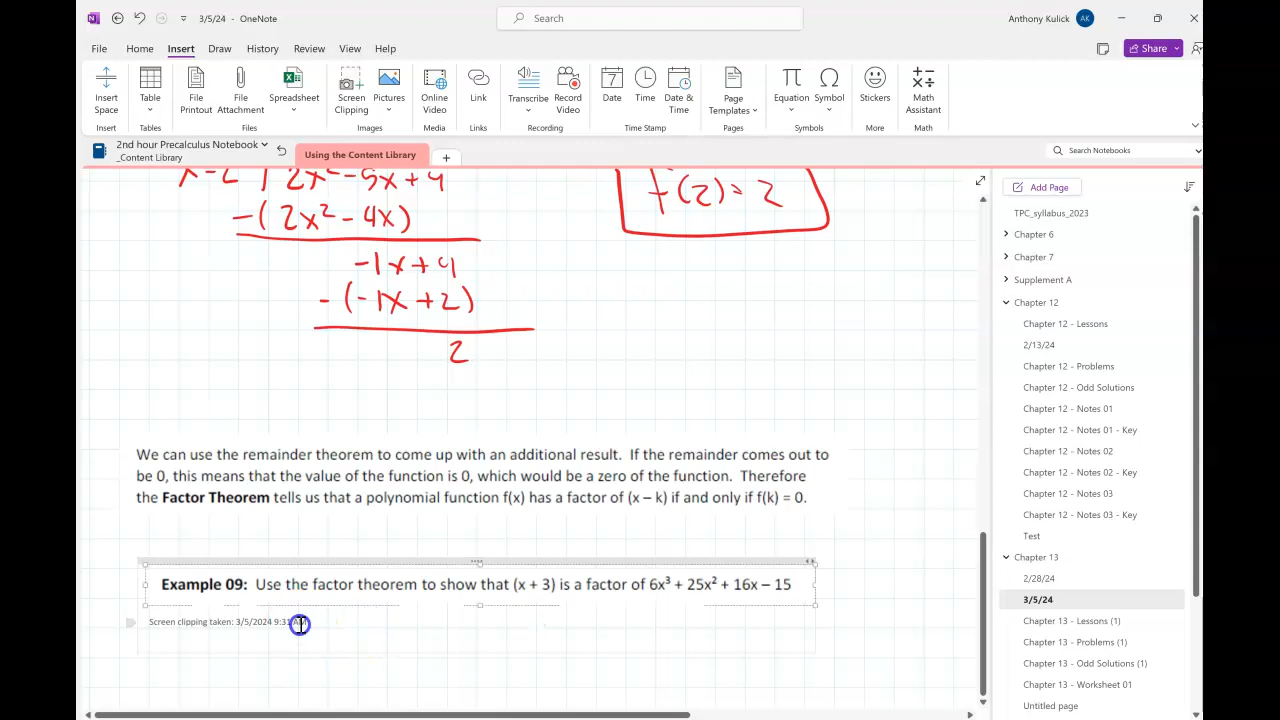 3/5/24 - OneNote
Search
Anthony Kulick AK
File Home Insert Draw History Review View Help
Share
Insert Space
Table
File Printout
File Attachment
Spreadsheet
Screen Clipping
Pictures
Online Video
Link
Transcribe
Record Video
Date
Time
Date & Time
Page Templates
Equation
Symbol
Stickers
Math Assistant
Insert Tables Files Images Media Links Recording Time Stamp Pages Symbols More Math
2nd hour Precalculus Notebook
_Content Library
Using the Content Library
+
Search Notebooks
Add Page
x-2 2x²-5x+4
-(2x²-4x)
-1x+4
-(-1x+2)
2
f(2)=2
We can use the remainder theorem to come up with an additional result. If the remainder comes out to
be 0, this means that the value of the function is 0, which would be a zero of the function. Therefore
the Factor Theorem tells us that a polynomial function f(x) has a factor of (x – k) if and only if f(k) = 0.
Example 09: Use the factor theorem to show that (x + 3) is a factor of 6x³ + 25x² + 16x – 15
Screen clipping taken: 3/5/2024 9:31 AM
TPC_syllabus_2023
Chapter 6
Chapter 7
Supplement A
Chapter 12
Chapter 12 - Lessons
2/13/24
Chapter 12 - Problems
Chapter 12 - Odd Solutions
Chapter 12 - Notes 01
Chapter 12 - Notes 01 - Key
Chapter 12 - Notes 02
Chapter 12 - Notes 02 - Key
Chapter 12 - Notes 03
Chapter 12 - Notes 03 - Key
Test
Chapter 13
2/28/24
3/5/24
Chapter 13 - Lessons (1)
Chapter 13 - Problems (1)
Chapter 13 - Odd Solutions (1)
Chapter 13 - Worksheet 01
Untitled page